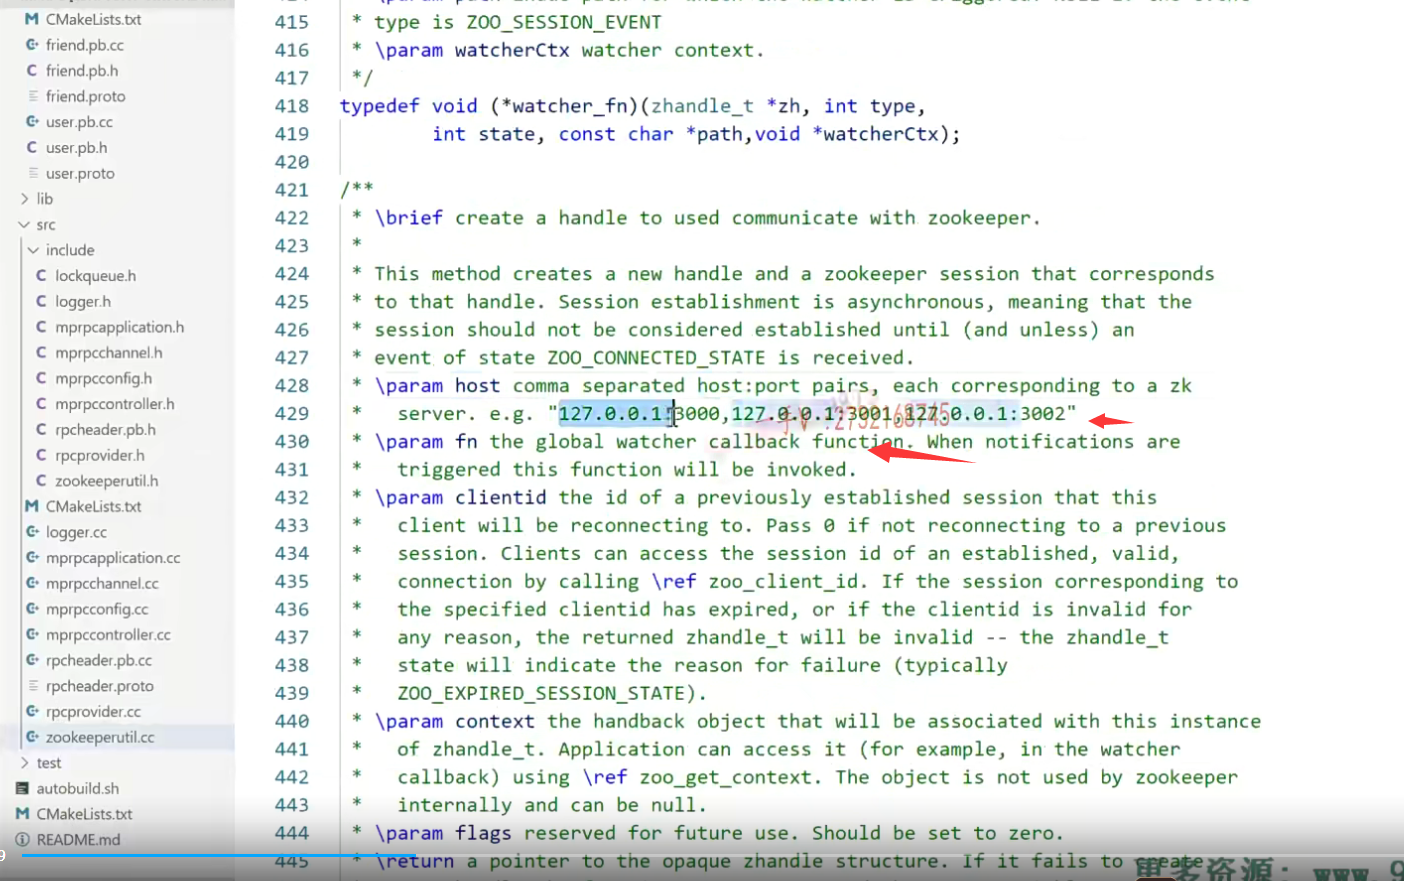 CMakeLists.txt
friend.pb.cc
friend.pb.h
friend.proto
user.pb.cc
user.pb.h
user.proto
lib
src
include
lockqueue.h
logger.h
mprpcapplication.h
mprpcchannel.h
mprpcconfig.h
mprpccontroller.h
rpcheader.pb.h
rpcprovider.h
zookeeperutil.h
CMakeLists.txt
logger.cc
mprpcapplication.cc
mprpcchannel.cc
mprpcconfig.cc
mprpccontroller.cc
rpcheader.pb.cc
rpcheader.proto
rpcprovider.cc
zookeeperutil.cc
test
autobuild.sh
CMakeLists.txt
README.md
9
415 * type is ZOO_SESSION_EVENT
416 * \param watcherCtx watcher context.
417 */
418 typedef void (*watcher_fn)(zhandle_t *zh, int type,
419 int state, const char *path,void *watcherCtx);
420
421 /**
422 * \brief create a handle to used communicate with zookeeper.
423 *
424 * This method creates a new handle and a zookeeper session that corresponds
425 * to that handle. Session establishment is asynchronous, meaning that the
426 * session should not be considered established until (and unless) an
427 * event of state ZOO_CONNECTED_STATE is received.
428 * \param host comma separated host:port pairs, each corresponding to a zk
429 * server. e.g. "127.0.0.1:3000,127.0.0.1:3001,127.0.0.1:3002"
430 * \param fn the global watcher callback function. When notifications are
431 * triggered this function will be invoked.
432 * \param clientid the id of a previously established session that this
433 * client will be reconnecting to. Pass 0 if not reconnecting to a previous
434 * session. Clients can access the session id of an established, valid,
435 * connection by calling \ref zoo_client_id. If the session corresponding to
436 * the specified clientid has expired, or if the clientid is invalid for
437 * any reason, the returned zhandle_t will be invalid -- the zhandle_t
438 * state will indicate the reason for failure (typically
439 * ZOO_EXPIRED_SESSION_STATE).
440 * \param context the handback object that will be associated with this instance
441 * of zhandle_t. Application can access it (for example, in the watcher
442 * callback) using \ref zoo_get_context. The object is not used by zookeeper
443 * internally and can be null.
444 * \param flags reserved for future use. Should be set to zero.
445 * \return a pointer to the opaque zhandle structure. If it fails to create
更多资源: www.9